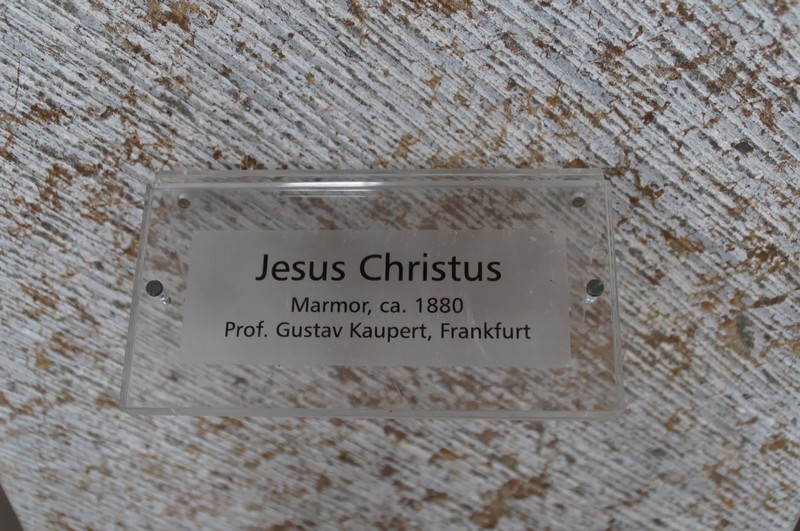 Jesus Christus
Marmor, ca. 1880
Prof. Gustav Kaupert, Frankfurt